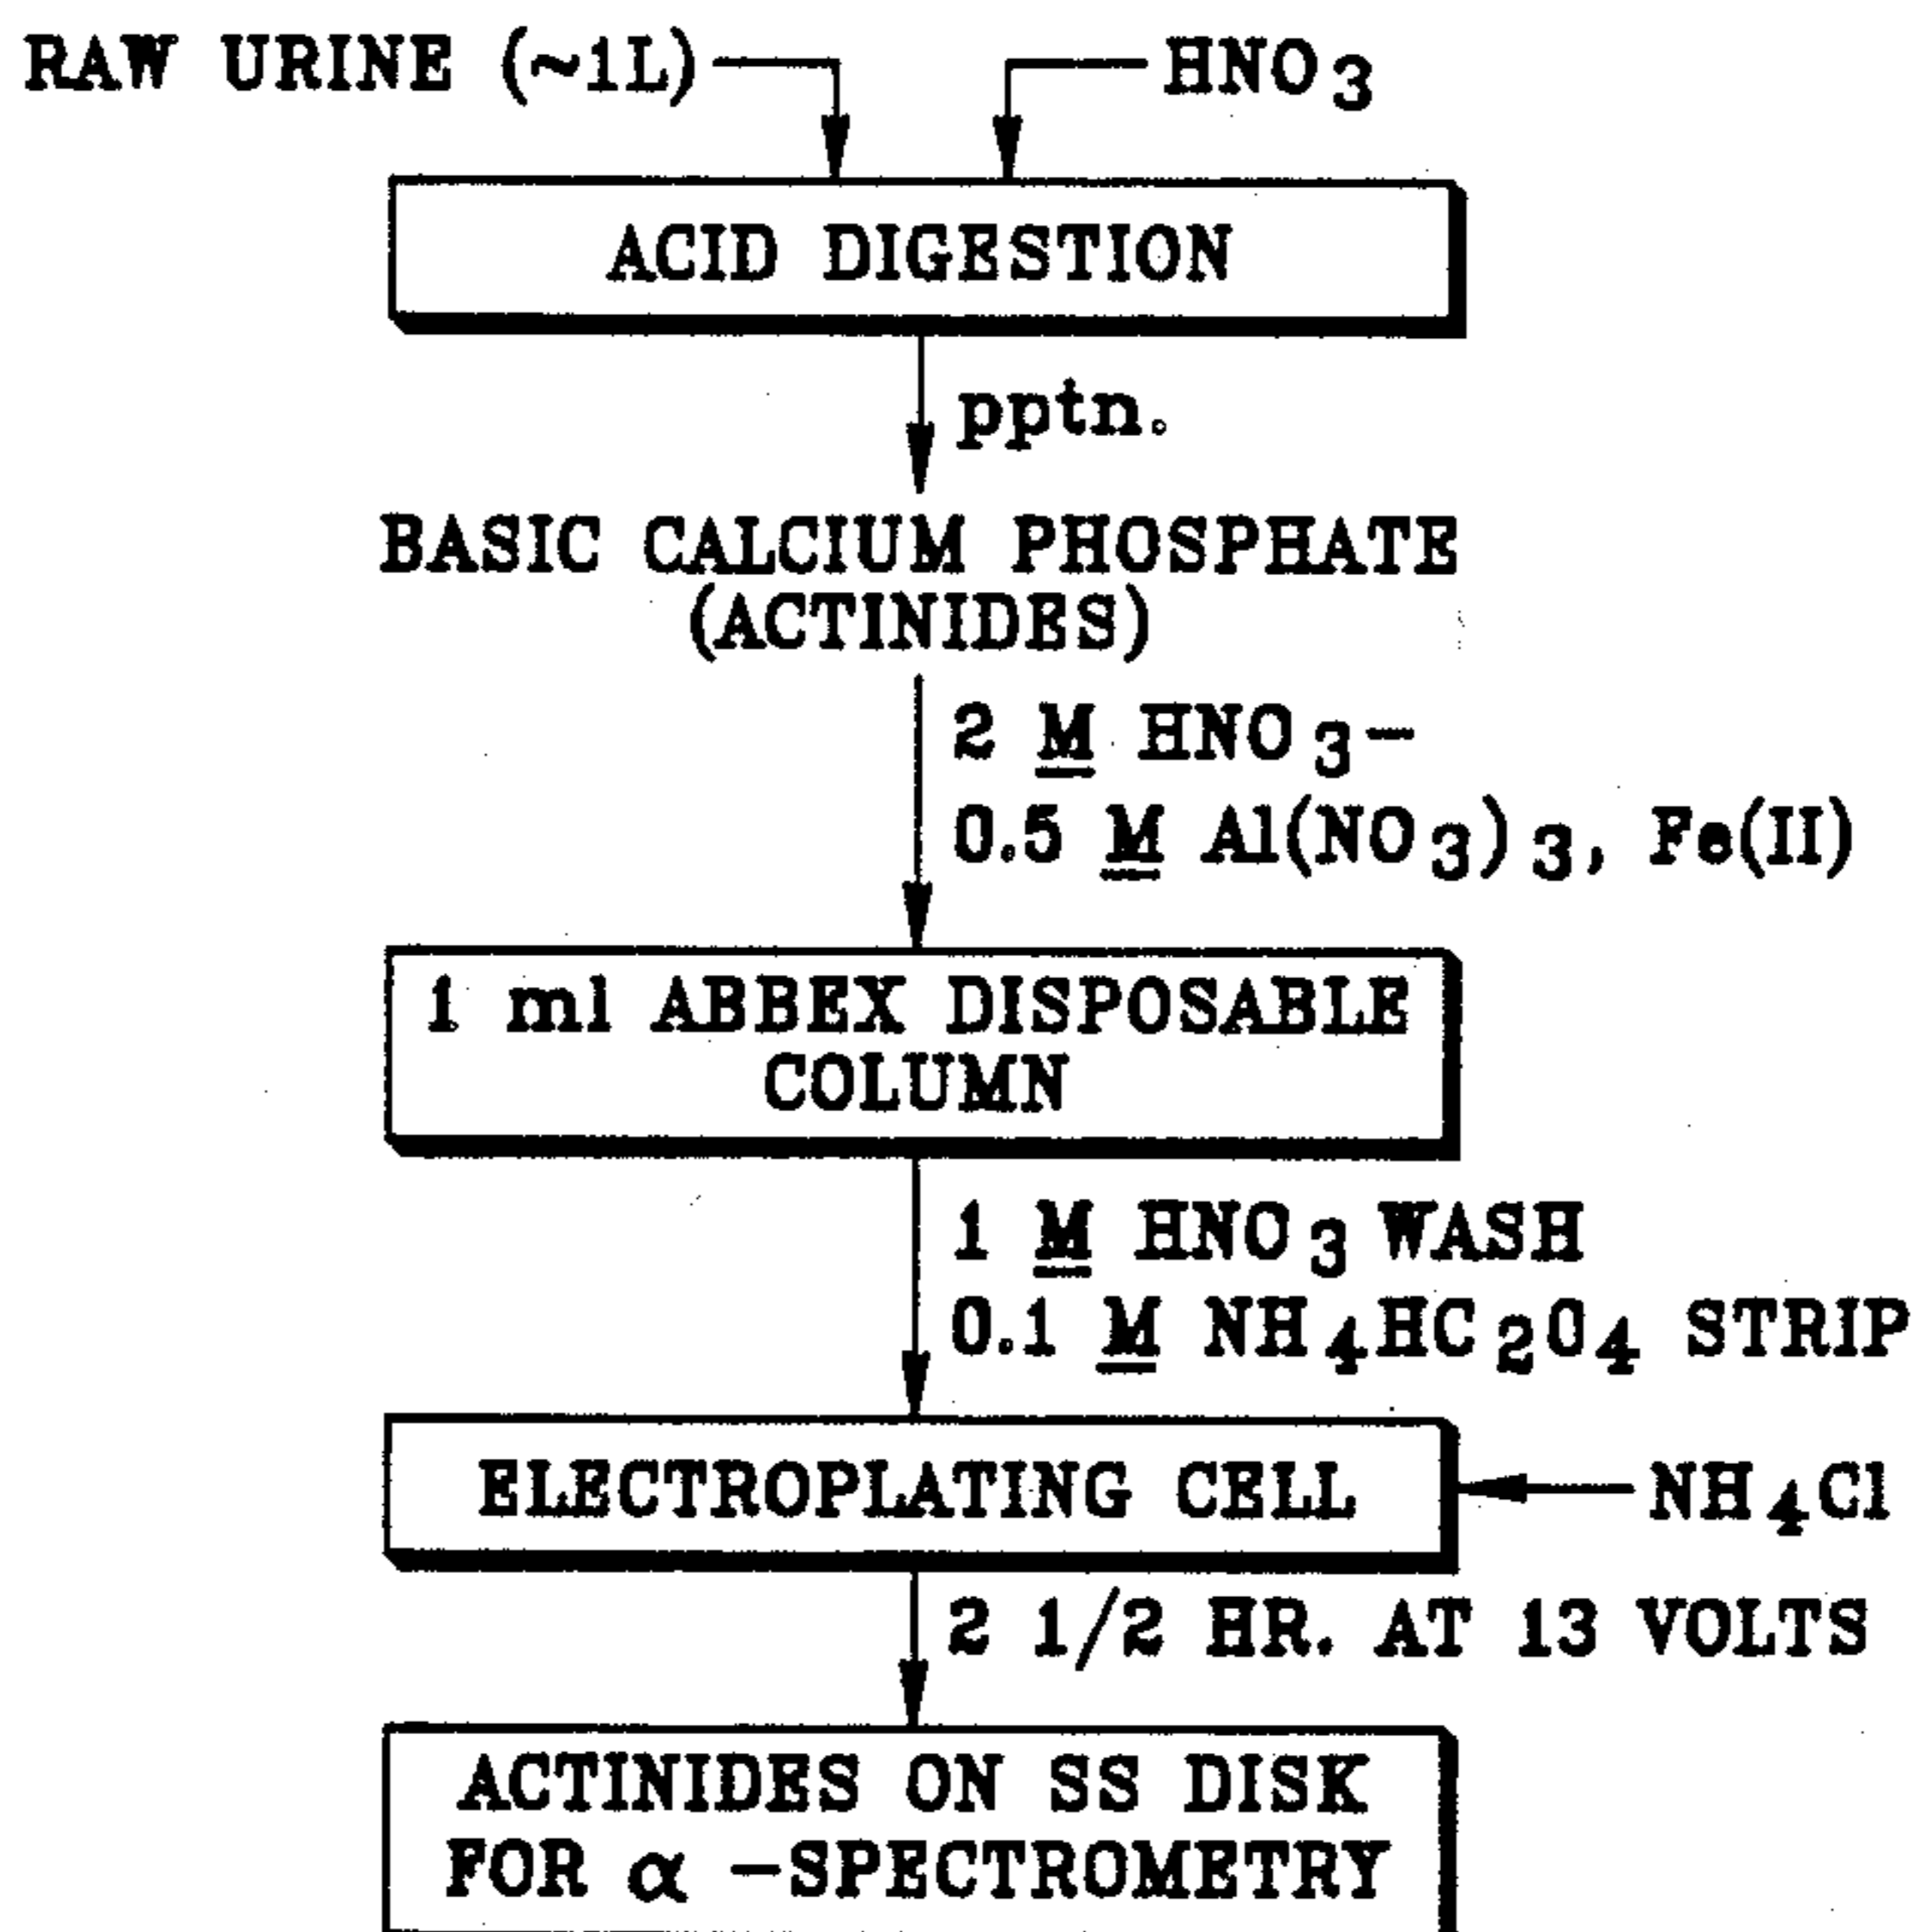 RAW URINE (~1L)
HNO3
ACID DIGESTION
pptn.
BASIC CALCIUM PHOSPHATE
(ACTINIDES)
2 M HNO3-
0.5 M Al(NO3)3, Fe(II)
1 ml ABBEX DISPOSABLE
COLUMN
1 M HNO3 WASH
0.1 M NH4HC2O4 STRIP
ELECTROPLATING CELL
NH4Cl
2 1/2 HR. AT 13 VOLTS
ACTINIDES ON SS DISK
FOR α -SPECTROMETRY